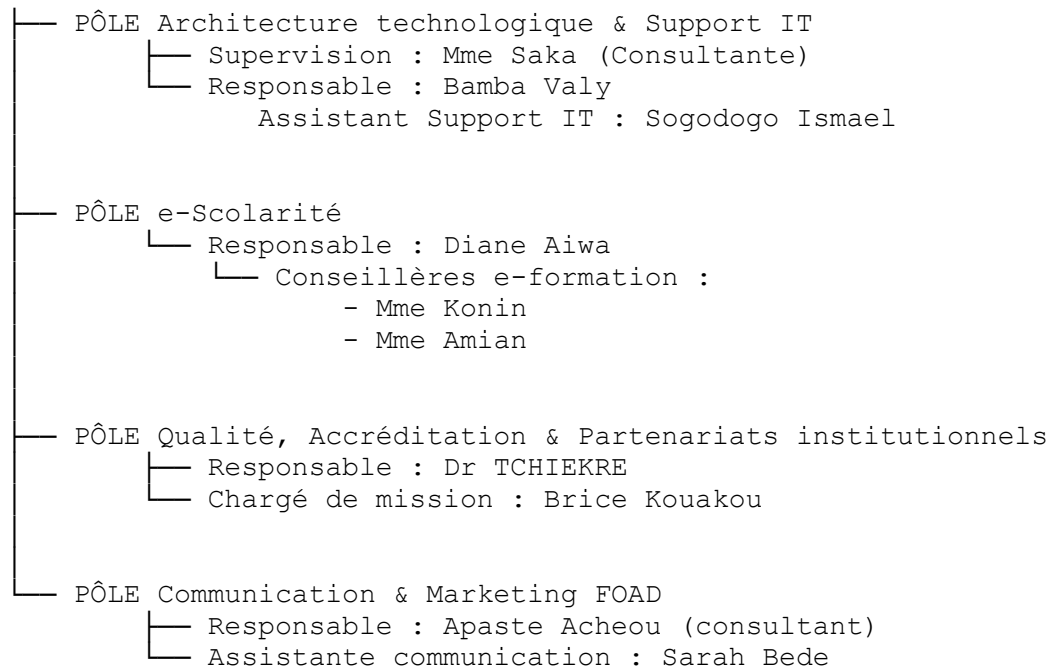 PÔLE Architecture technologique & Support IT
Supervision : Mme Saka (Consultante)
Responsable : Bamba Valy
Assistant Support IT : Sogodogo Ismael
PÔLE e-Scolarité
Responsable : Diane Aiwa
Conseillères e-formation :
- Mme Konin
- Mme Amian
PÔLE Qualité, Accréditation & Partenariats institutionnels
Responsable : Dr TCHIEKRE
Chargé de mission : Brice Kouakou
PÔLE Communication & Marketing FOAD
Responsable : Apaste Acheou (consultant)
Assistante communication : Sarah Bede